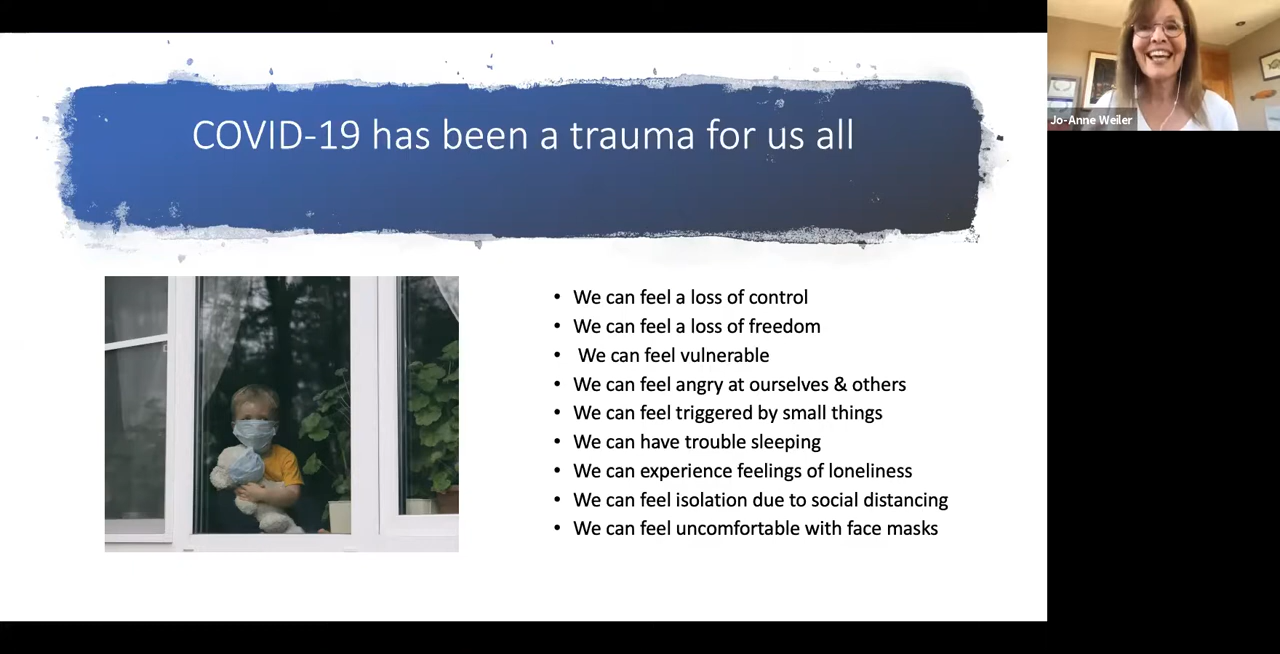 COVID-19 has been a trauma for us all
Jo-Anne Weiler
• We can feel a loss of control
• We can feel a loss of freedom
• We can feel vulnerable
• We can feel angry at ourselves & others
• We can feel triggered by small things
• We can have trouble sleeping
• We can experience feelings of loneliness
• We can feel isolation due to social distancing
• We can feel uncomfortable with face masks